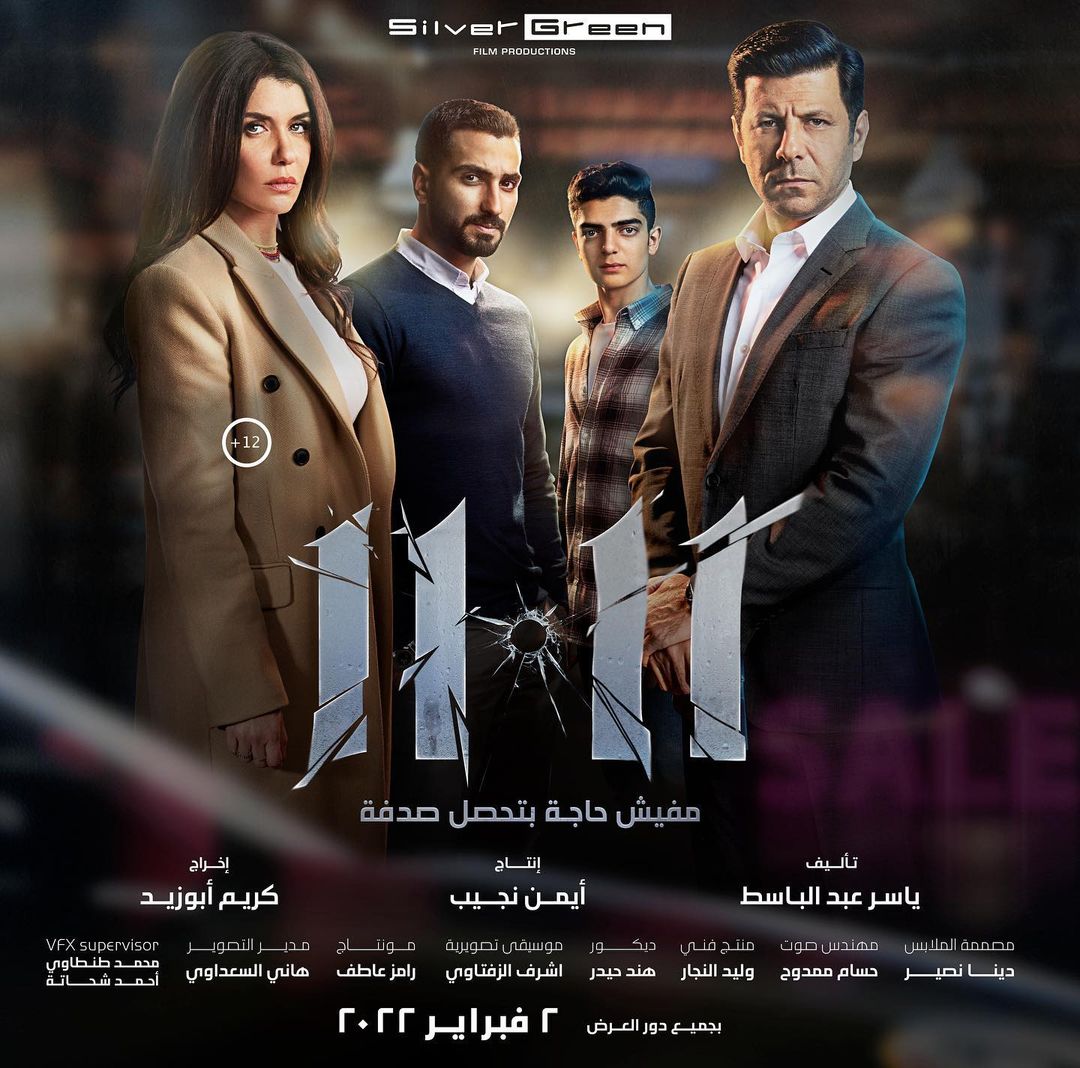 Silver Green
FILM PRODUCTIONS
+12
11.11
مفيش حاجة بتحصل صدفة
تأليف
ياسر عبد الباسط
إنتاج
أيمن نجيب
إخراج
كريم أبوزيد
مصممة الملابس
دينا نصير
مهندس صوت
حسام ممدوح
منتج فني
وليد النجار
ديكور
هند حيدر
موسيقى تصويرية
اشرف الزفتاوي
مونتاج
رامز عاطف
مدير التصوير
هاني السعداوي
VFX supervisor
محمد طنطاوي
أحمد شحاتة
بجميع دور العرض ٢ فبراير ٢٠٢٢
SALE